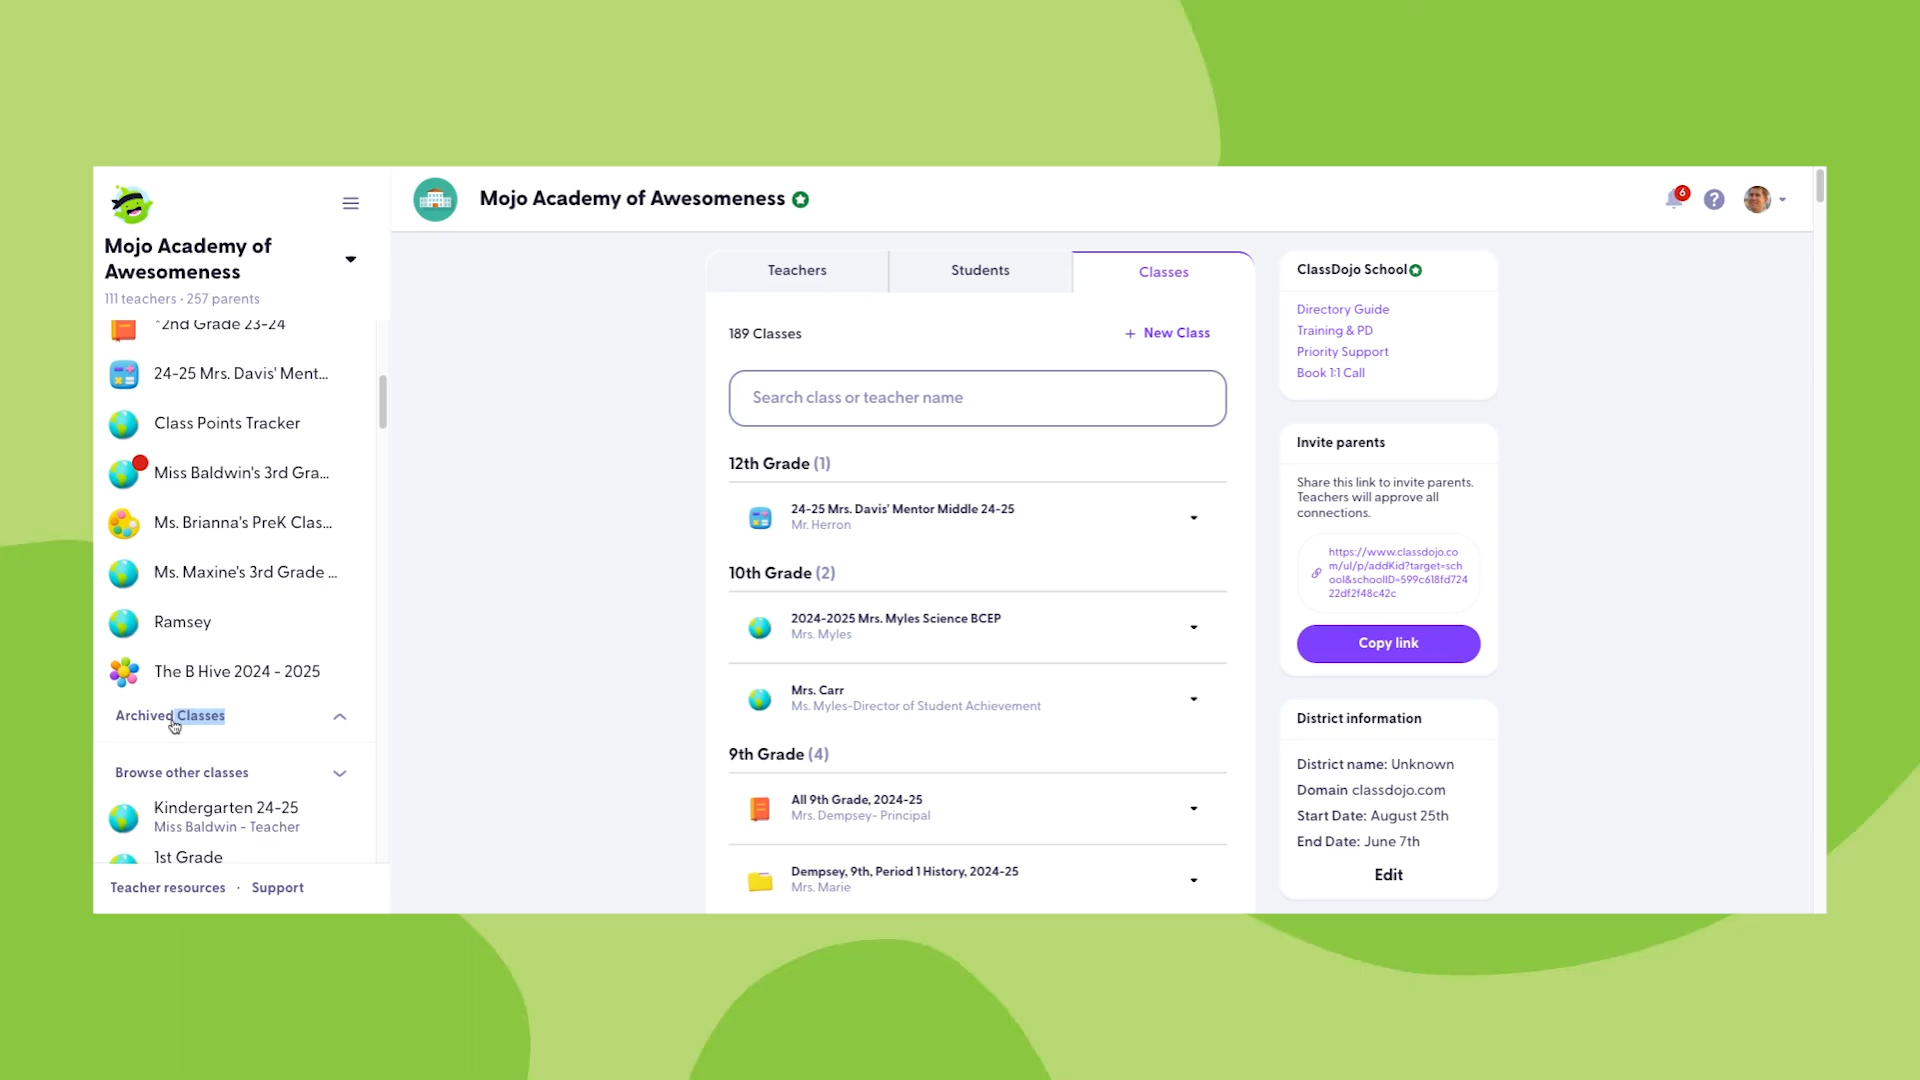 Mojo Academy of
Awesomeness
111 teachers · 257 parents
*2nd Grade 23-24
24-25 Mrs. Davis' Ment...
Class Points Tracker
Miss Baldwin's 3rd Gra...
Ms. Brianna's PreK Clas...
Ms. Maxine's 3rd Grade ...
Ramsey
The B Hive 2024 - 2025
Archived Classes
Browse other classes
Kindergarten 24-25
Miss Baldwin - Teacher
1st Grade
Teacher resources · Support
Mojo Academy of Awesomeness
6
?
Teachers
Students
Classes
189 Classes
+ New Class
Search class or teacher name
12th Grade (1)
24-25 Mrs. Davis' Mentor Middle 24-25
Mr. Herron
10th Grade (2)
2024-2025 Mrs. Myles Science BCEP
Mrs. Myles
Mrs. Carr
Ms. Myles-Director of Student Achievement
9th Grade (4)
All 9th Grade, 2024-25
Mrs. Dempsey- Principal
Dempsey, 9th, Period 1 History, 2024-25
Mrs. Marie
ClassDojo School
Directory Guide
Training & PD
Priority Support
Book 1:1 Call
Invite parents
Share this link to invite parents.
Teachers will approve all
connections.
https://www.classdojo.co
m/ul/p/addKid?target=sch
ool&schoolID=599c618fd724
22df2f48c42c
Copy link
District information
District name: Unknown
Domain classdojo.com
Start Date: August 25th
End Date: June 7th
Edit